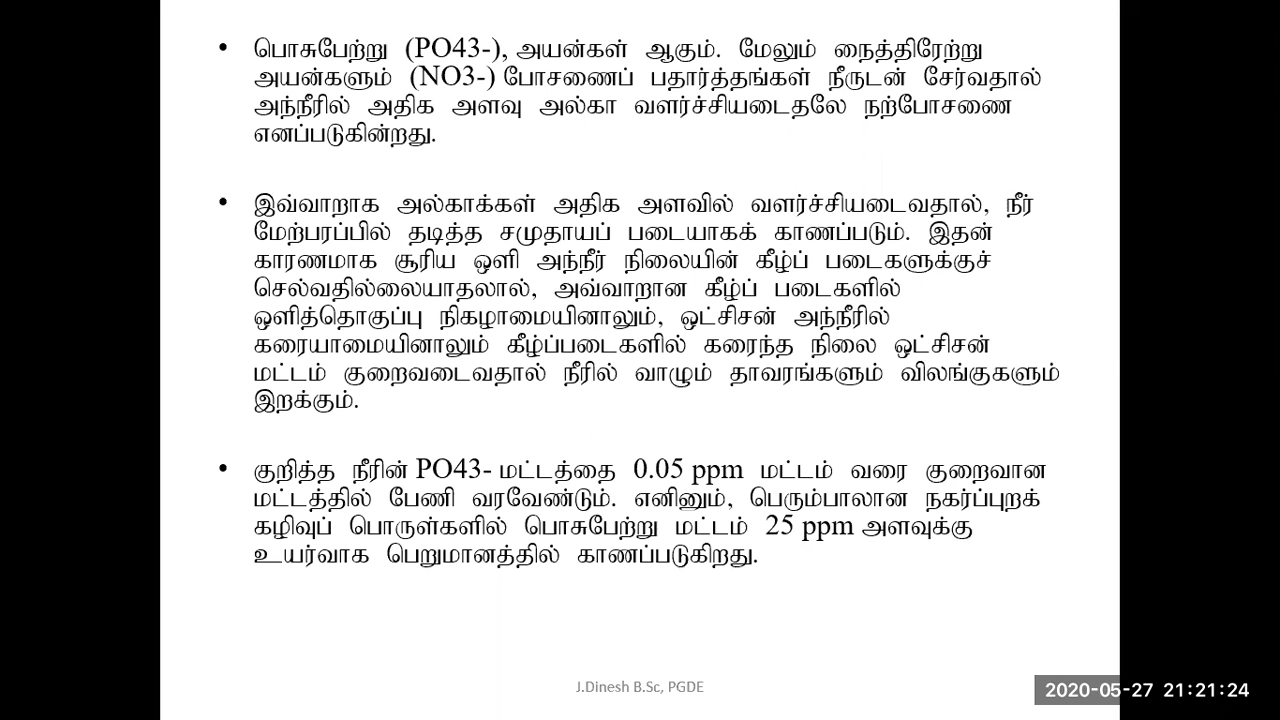 • பொசுபேற்று (PO43-), அயன்கள் ஆகும். மேலும் நைத்திரேற்று
அயன்களும் (NO3-) போசணைப் பதார்த்தங்கள் நீருடன் சேர்வதால்
அந்நீரில் அதிக அளவு அல்கா வளர்ச்சியடைதலே நற்போசணை
எனப்படுகின்றது.
• இவ்வாறாக அல்காக்கள் அதிக அளவில் வளர்ச்சியடைவதால், நீர்
மேற்பரப்பில் தடித்த சமுதாயப் படையாகக் காணப்படும். இதன்
காரணமாக சூரிய ஒளி அந்நீர் நிலையின் கீழ்ப் படைகளுக்குச்
செல்வதில்லையாதலால், அவ்வாறான கீழ்ப் படைகளில்
ஒளித்தொகுப்பு நிகழாமையினாலும், ஒட்சிசன் அந்நீரில்
கரையாமையினாலும் கீழ்ப்படைகளில் கரைந்த நிலை ஒட்சிசன்
மட்டம் குறைவடைவதால் நீரில் வாழும் தாவரங்களும் விலங்குகளும்
இறக்கும்.
• குறித்த நீரின் PO43- மட்டத்தை 0.05 ppm மட்டம் வரை குறைவான
மட்டத்தில் பேணி வரவேண்டும். எனினும், பெரும்பாலான நகர்ப்புறக்
கழிவுப் பொருள்களில் பொசுபேற்று மட்டம் 25 ppm அளவுக்கு
உயர்வாக பெறுமானத்தில் காணப்படுகிறது.
J.Dinesh B.Sc, PGDE
2020-05-27 21:21:24